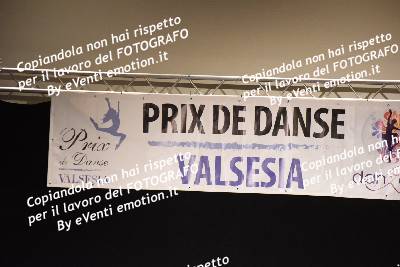 Copiandola non hai rispetto
per il lavoro del FOTOGRAFO
By eVenti emotion.it
Copiandola non hai rispetto
per il lavoro del FOTOGRAFO
By eVenti emotion.it
PRIX DE DANSE
VALSESIA
Prix
de Danse
VALSESIA
Copiandola non hai rispetto
per il lavoro del FOTOGRAFO
By eVenti emotion.it
Copiandola non hai rispetto
per il lavoro del FOTOGRAFO
By eVenti emotion.it
rispetto